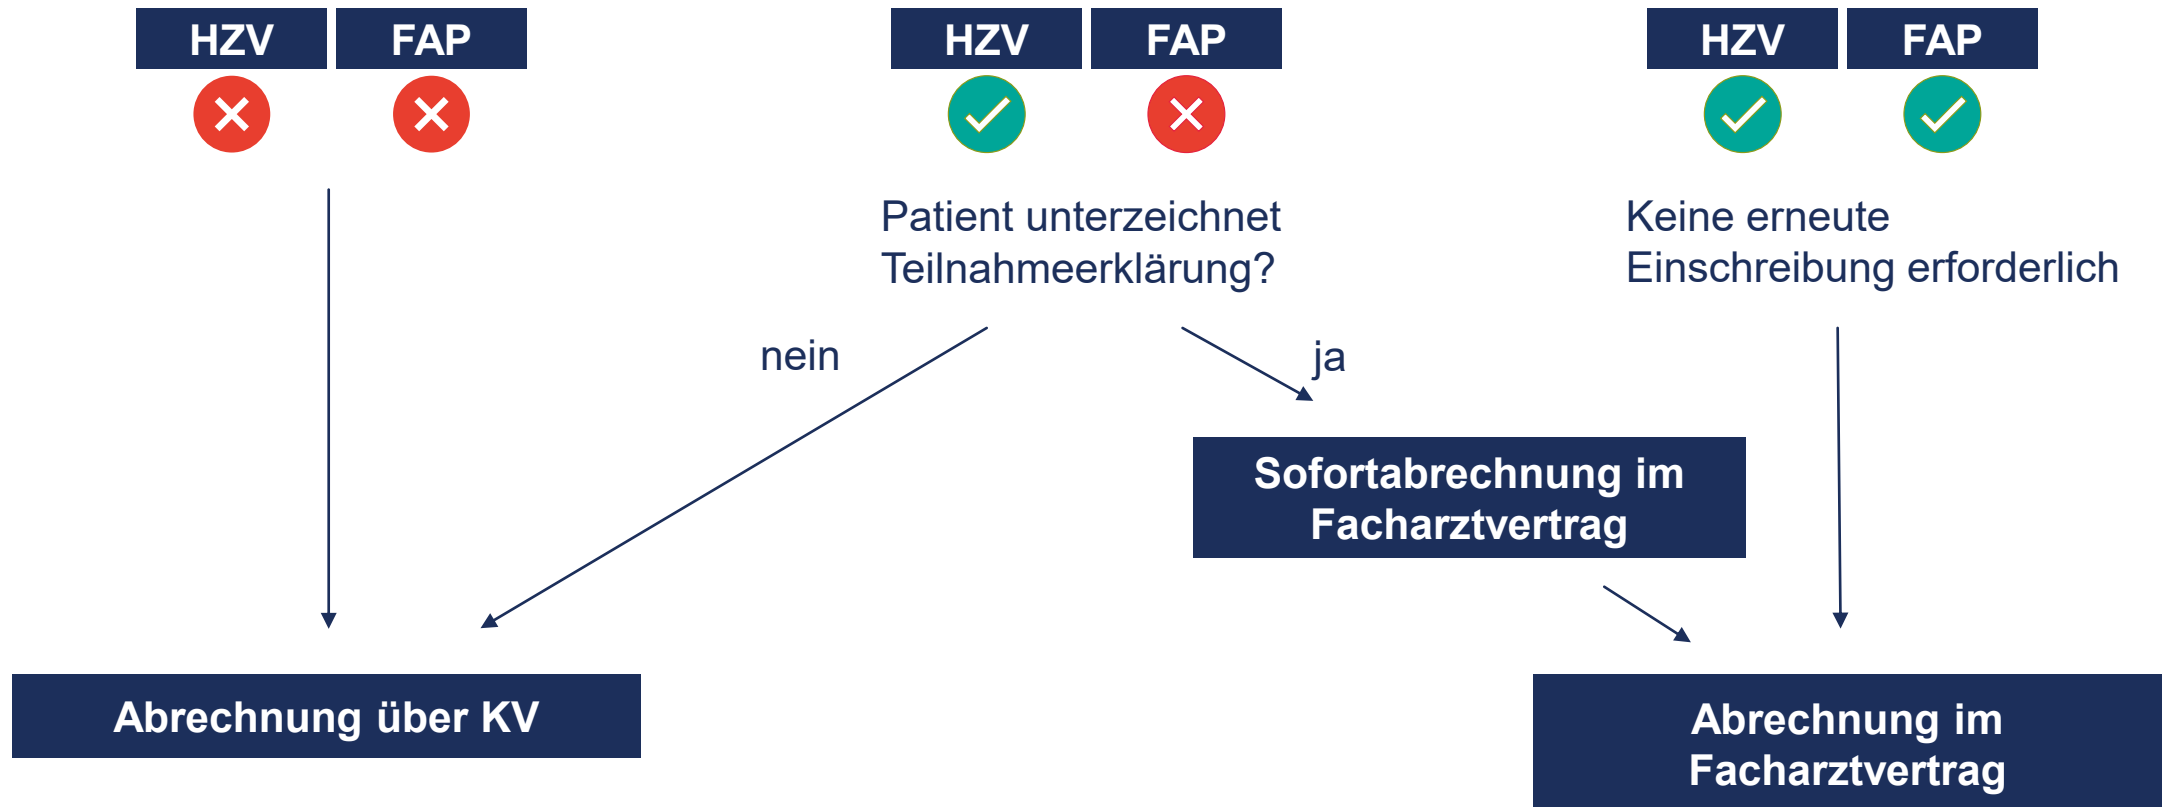 HZV FAP
HZV FAP
HZV FAP
Patient unterzeichnet
Teilnahmeerklärung?
Keine erneute
Einschreibung erforderlich
nein
ja
Sofortabrechnung im
Facharztvertrag
Abrechnung über KV
Abrechnung im
Facharztvertrag